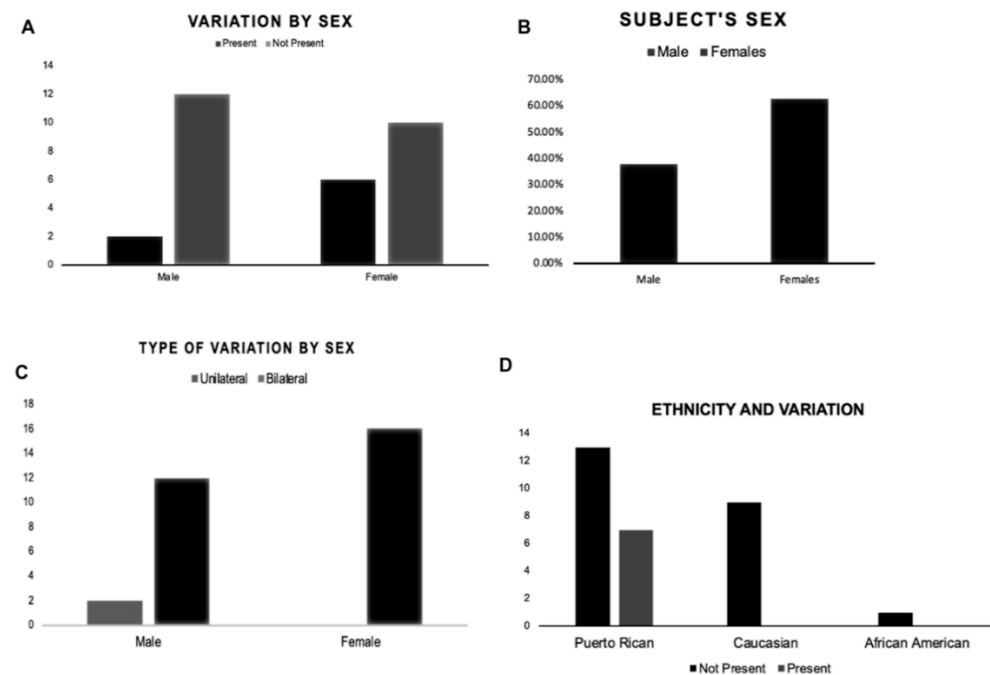 A
VARIATION BY SEX
Present Not Present
14
12
10
8
6
4
2
0
Male Female
B
SUBJECT'S SEX
Male Females
70.00%
60.00%
50.00%
40.00%
30.00%
20.00%
10.00%
0.00%
Male Females
C
TYPE OF VARIATION BY SEX
Unilateral Bilateral
18
16
14
12
10
8
6
4
2
0
Male Female
D
ETHNICITY AND VARIATION
14
12
10
8
6
4
2
0
Puerto Rican Caucasian African American
Not Present Present